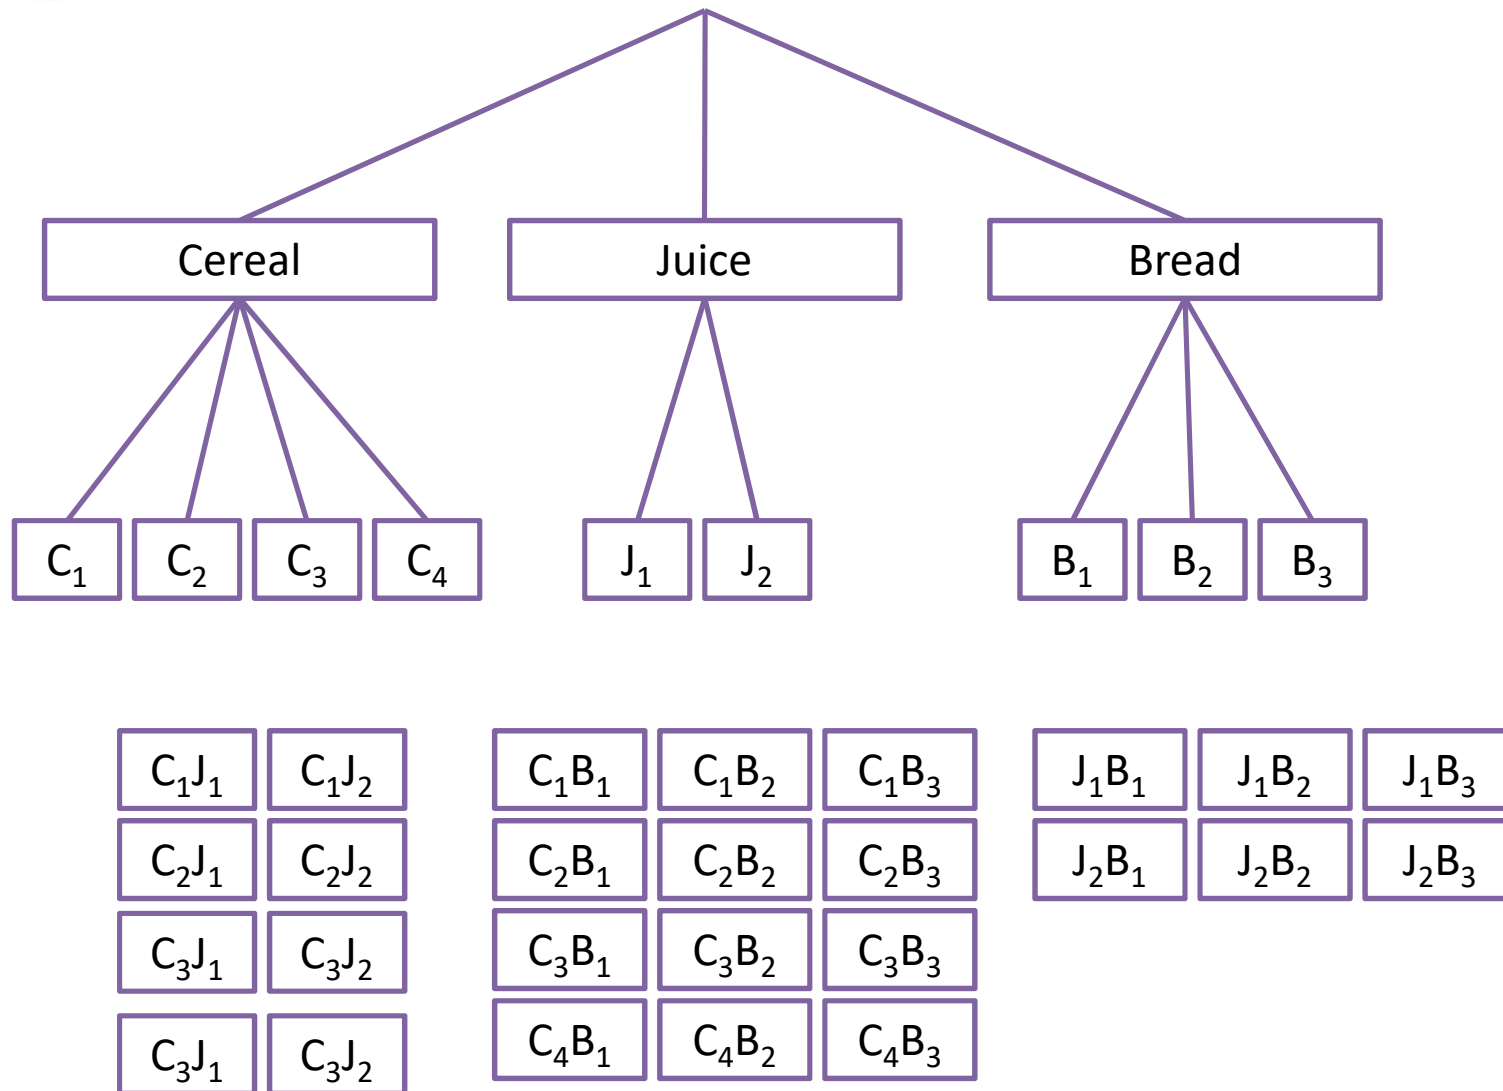 Cereal Juice Bread
C₁ C₂ C₃ C₄ J₁ J₂ B₁ B₂ B₃
C₁J₁ C₁J₂ C₁B₁ C₁B₂ C₁B₃ J₁B₁ J₁B₂ J₁B₃
C₂J₁ C₂J₂ C₂B₁ C₂B₂ C₂B₃ J₂B₁ J₂B₂ J₂B₃
C₃J₁ C₃J₂ C₃B₁ C₃B₂ C₃B₃
C₃J₁ C₃J₂ C₄B₁ C₄B₂ C₄B₃